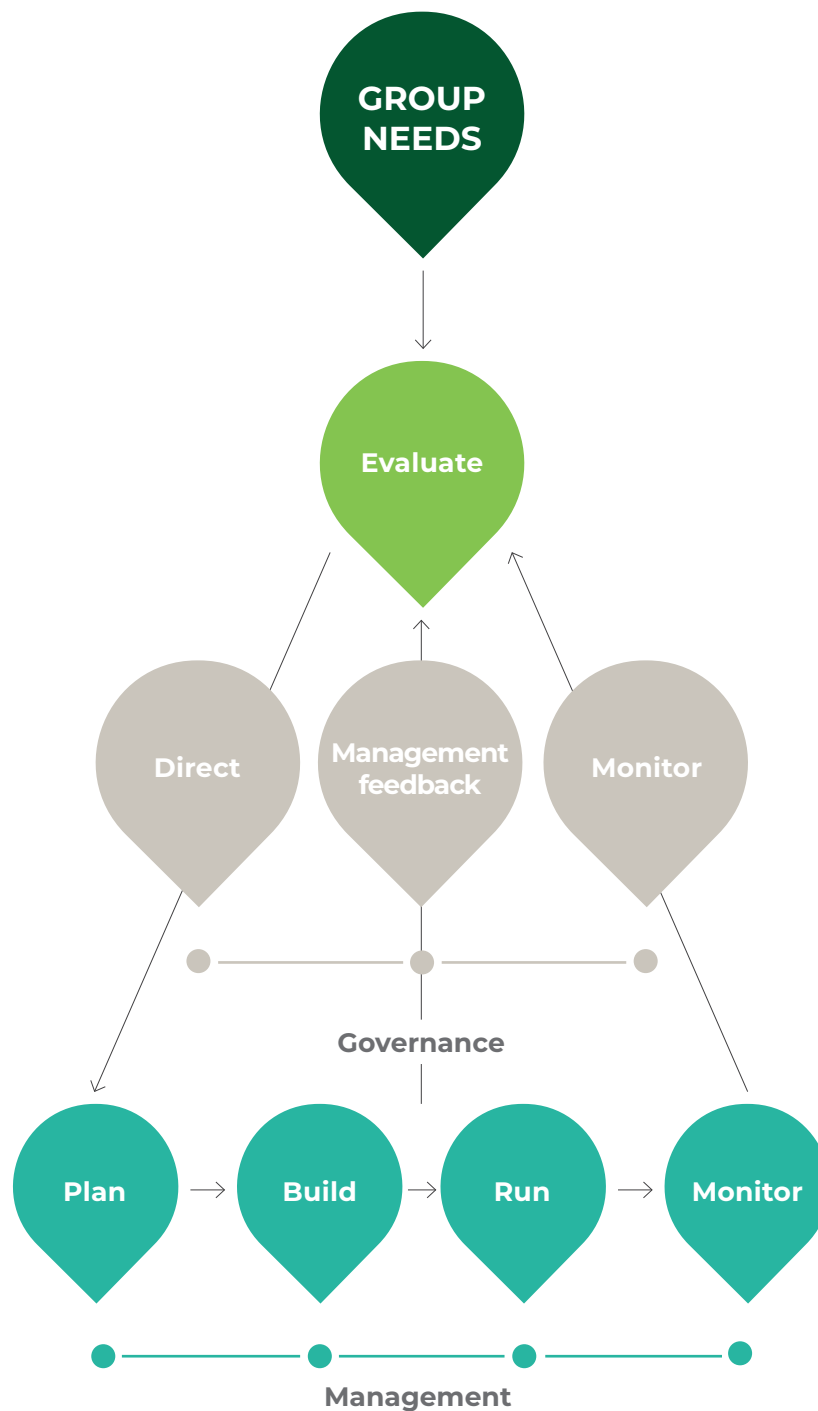 GROUP
NEEDS
Evaluate
Direct
Management
feedback
Monitor
Governance
Plan
Build
Run
Monitor
Management